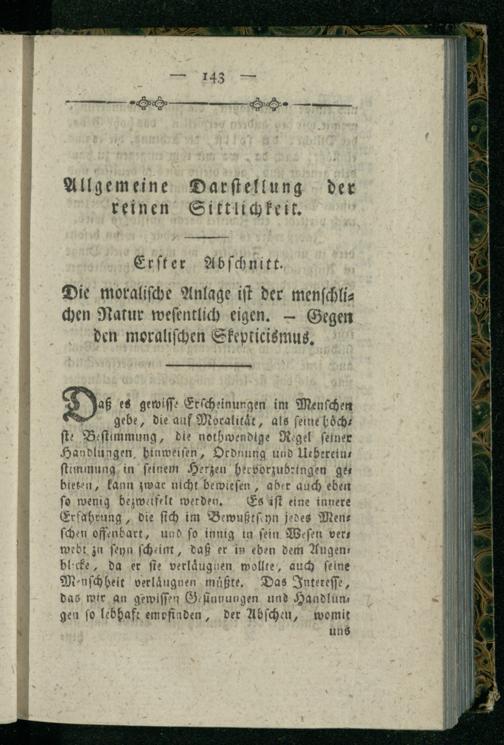 — 143 —
Allgemeine Darstellung der
reinen Sittlichkeit.
Erster Abschnitt.
Die moralische Anlage ist der menschli⸗
chen Natur wesentlich eigen. — Gegen
den moralischen Skepticismus.
Daß es gewisse Erscheinungen im Menschen
gebe, die auf Moralität, als seine höch⸗
ste Bestimmung, die nothwendige Regel seiner
Handlungen hinweisen, Ordnung und Ueberein⸗
stimmung in seinem Herzen hervorzubringen ge⸗
bieten, kann zwar nicht bewiesen, aber auch eben
so wenig bezweifelt werden. Es ist eine innere
Erfahrung, die sich im Bewußtseyn jedes Men⸗
schen offenbart, und so innig in sein Wesen ver⸗
webt zu seyn scheint, daß er in eben dem Augen⸗
blicke, da er sie verläugnen wollte, auch seine
Menschheit verläugnen müßte. Das Interesse,
das wir an gewissen Gesinnungen und Handlun⸗
gen so lebhaft empfinden, der Abscheu, womit
uns